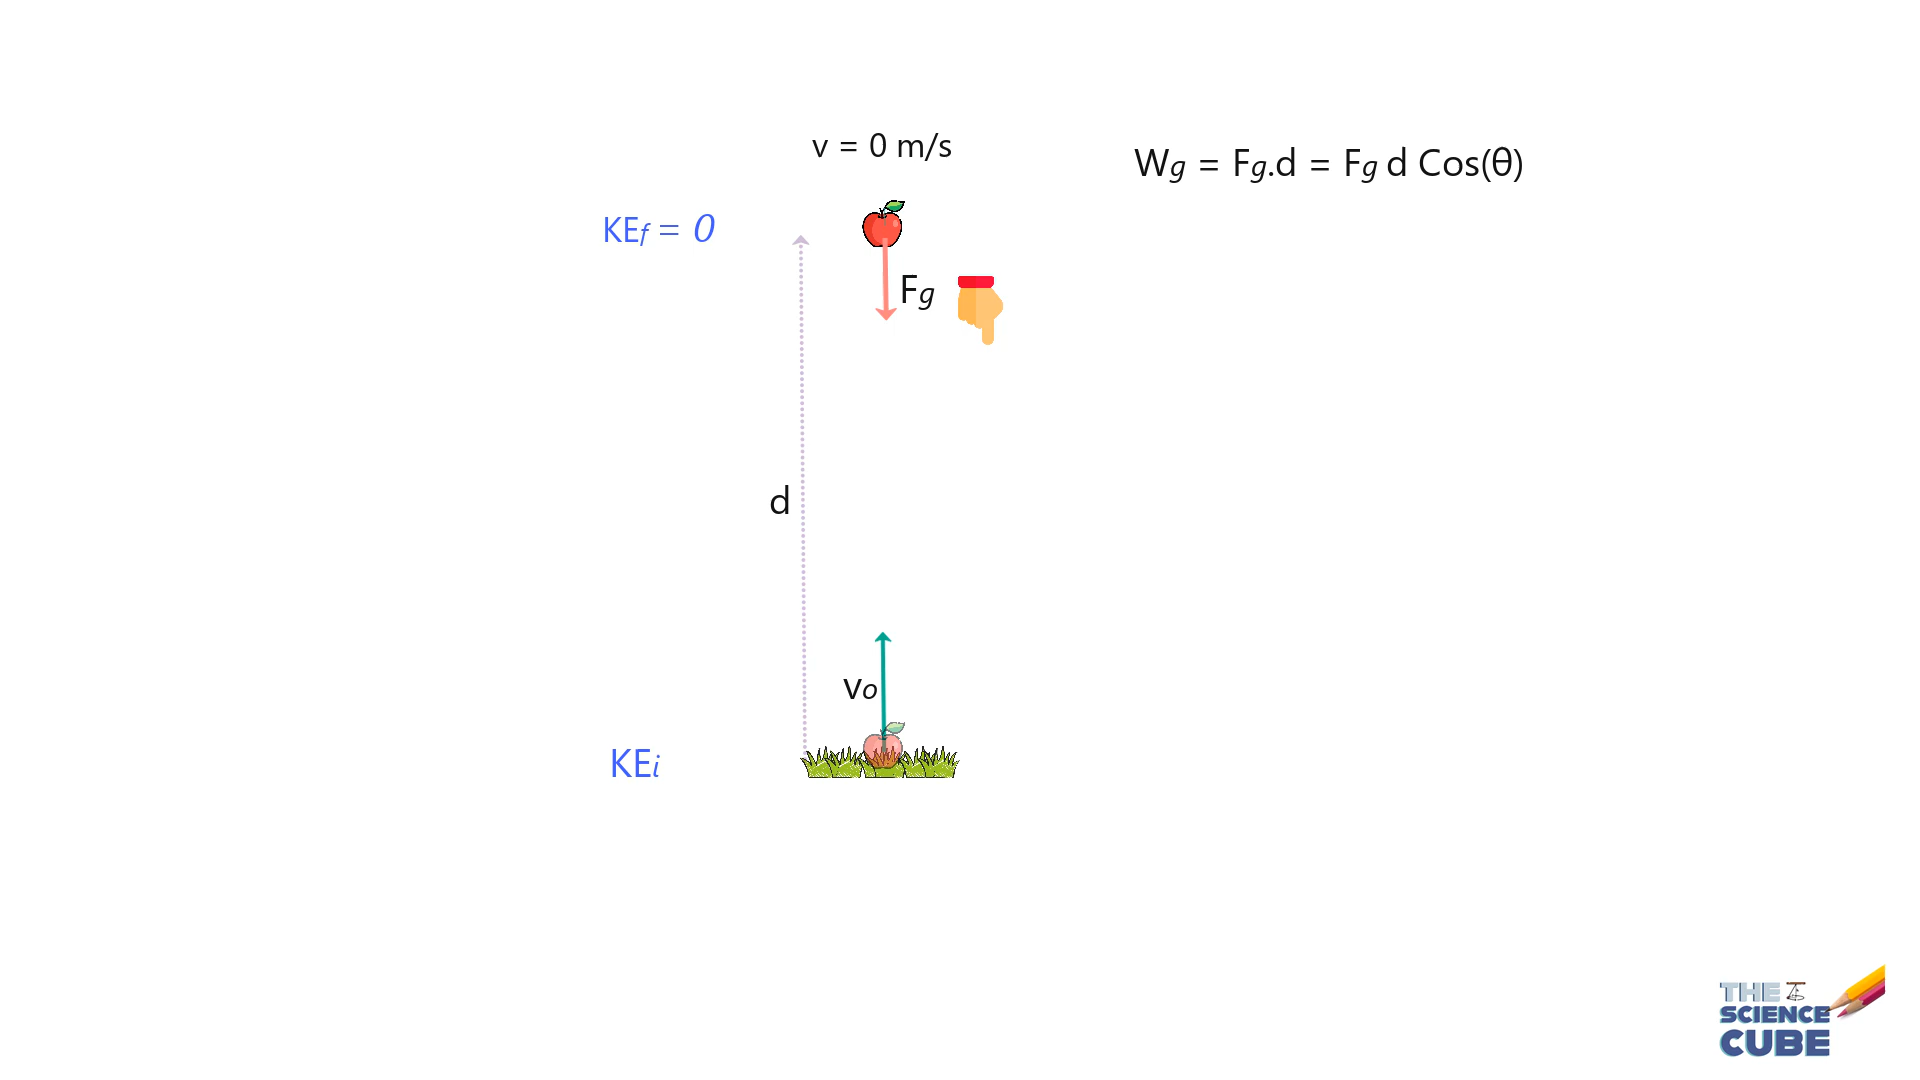 v = 0 m/s
Wg = Fg.d = Fg d Cos(θ)
KEf = 0
Fg
d
vo
KEi
THE
SCIENCE
CUBE